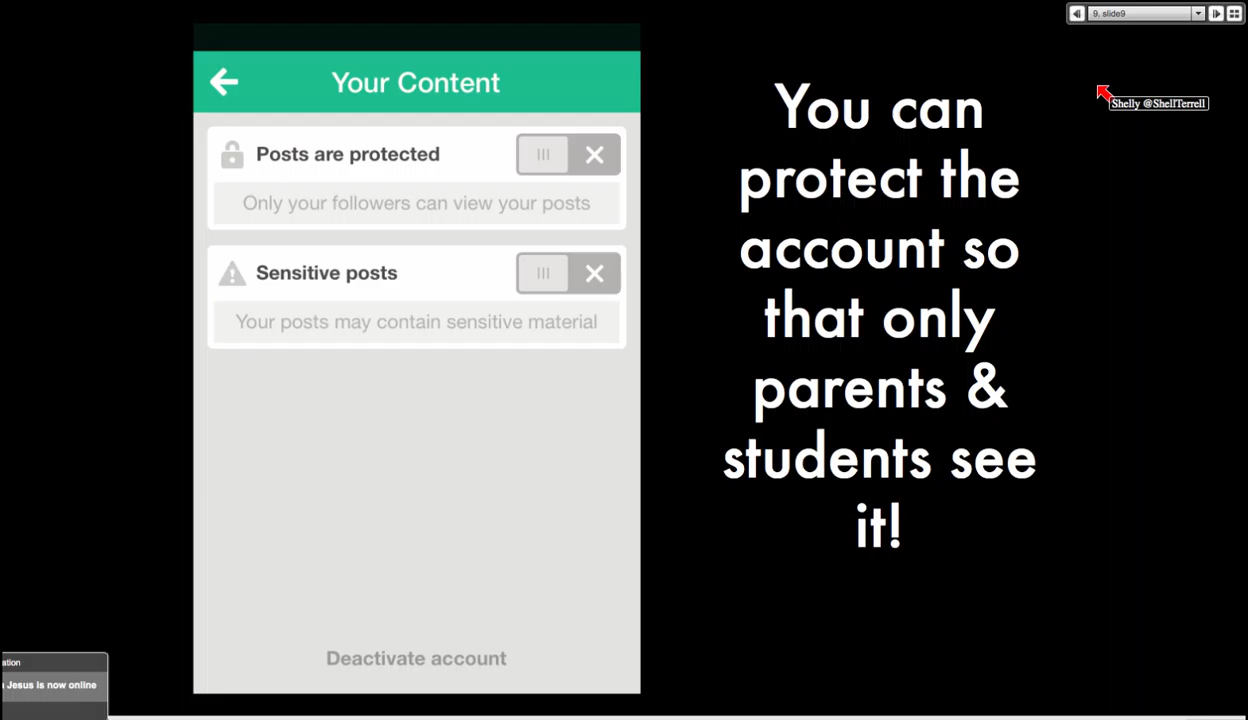 9. slide9
Your Content
Posts are protected
Only your followers can view your posts
Sensitive posts
Your posts may contain sensitive material
Deactivate account
You can
protect the
account so
that only
parents &
students see
it!
Shelly @ShellTerrell
Jesus is now online